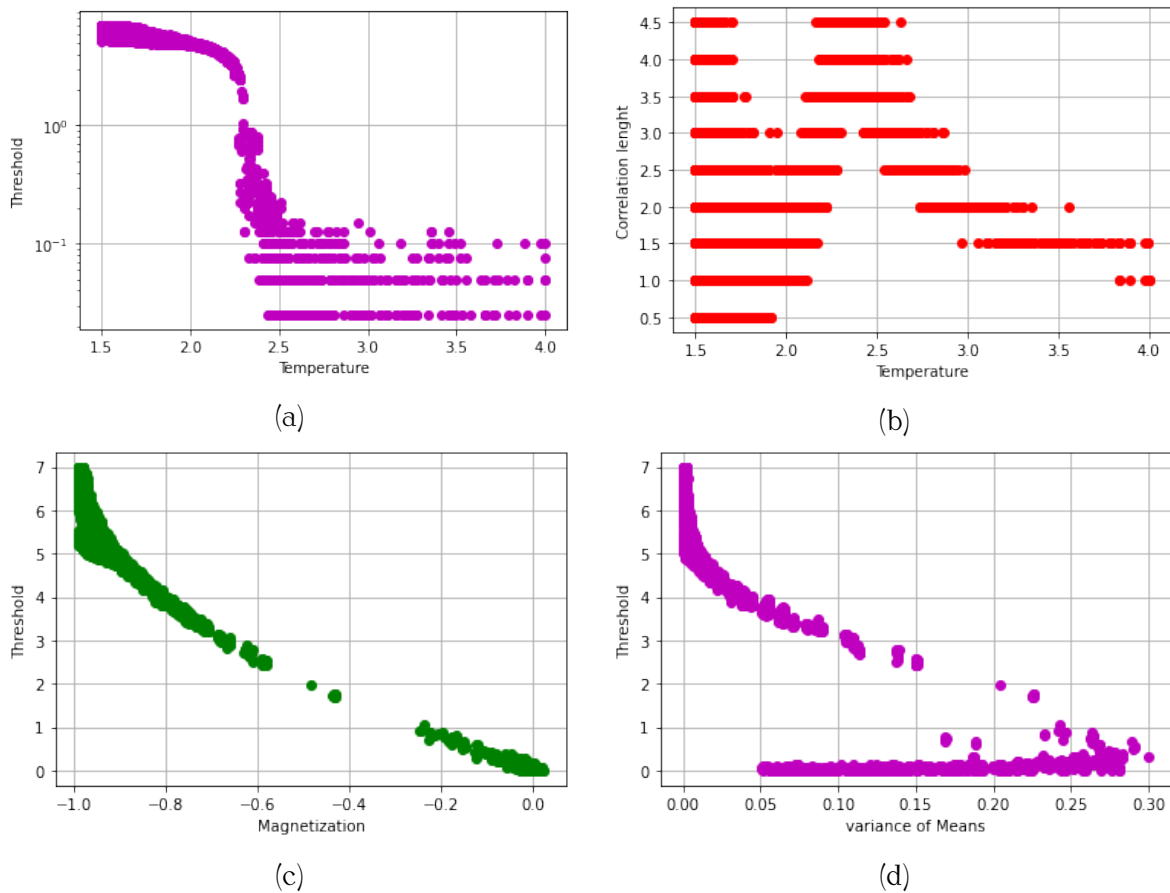 Threshold
10⁰
10⁻¹
1.5 2.0 2.5 3.0 3.5 4.0
Temperature
(a)
Correlation lenght
4.5
4.0
3.5
3.0
2.5
2.0
1.5
1.0
0.5
1.5 2.0 2.5 3.0 3.5 4.0
Temperature
(b)
Threshold
7
6
5
4
3
2
1
0
−1.0 −0.8 −0.6 −0.4 −0.2 0.0
Magnetization
(c)
Threshold
7
6
5
4
3
2
1
0
0.00 0.05 0.10 0.15 0.20 0.25 0.30
variance of Means
(d)